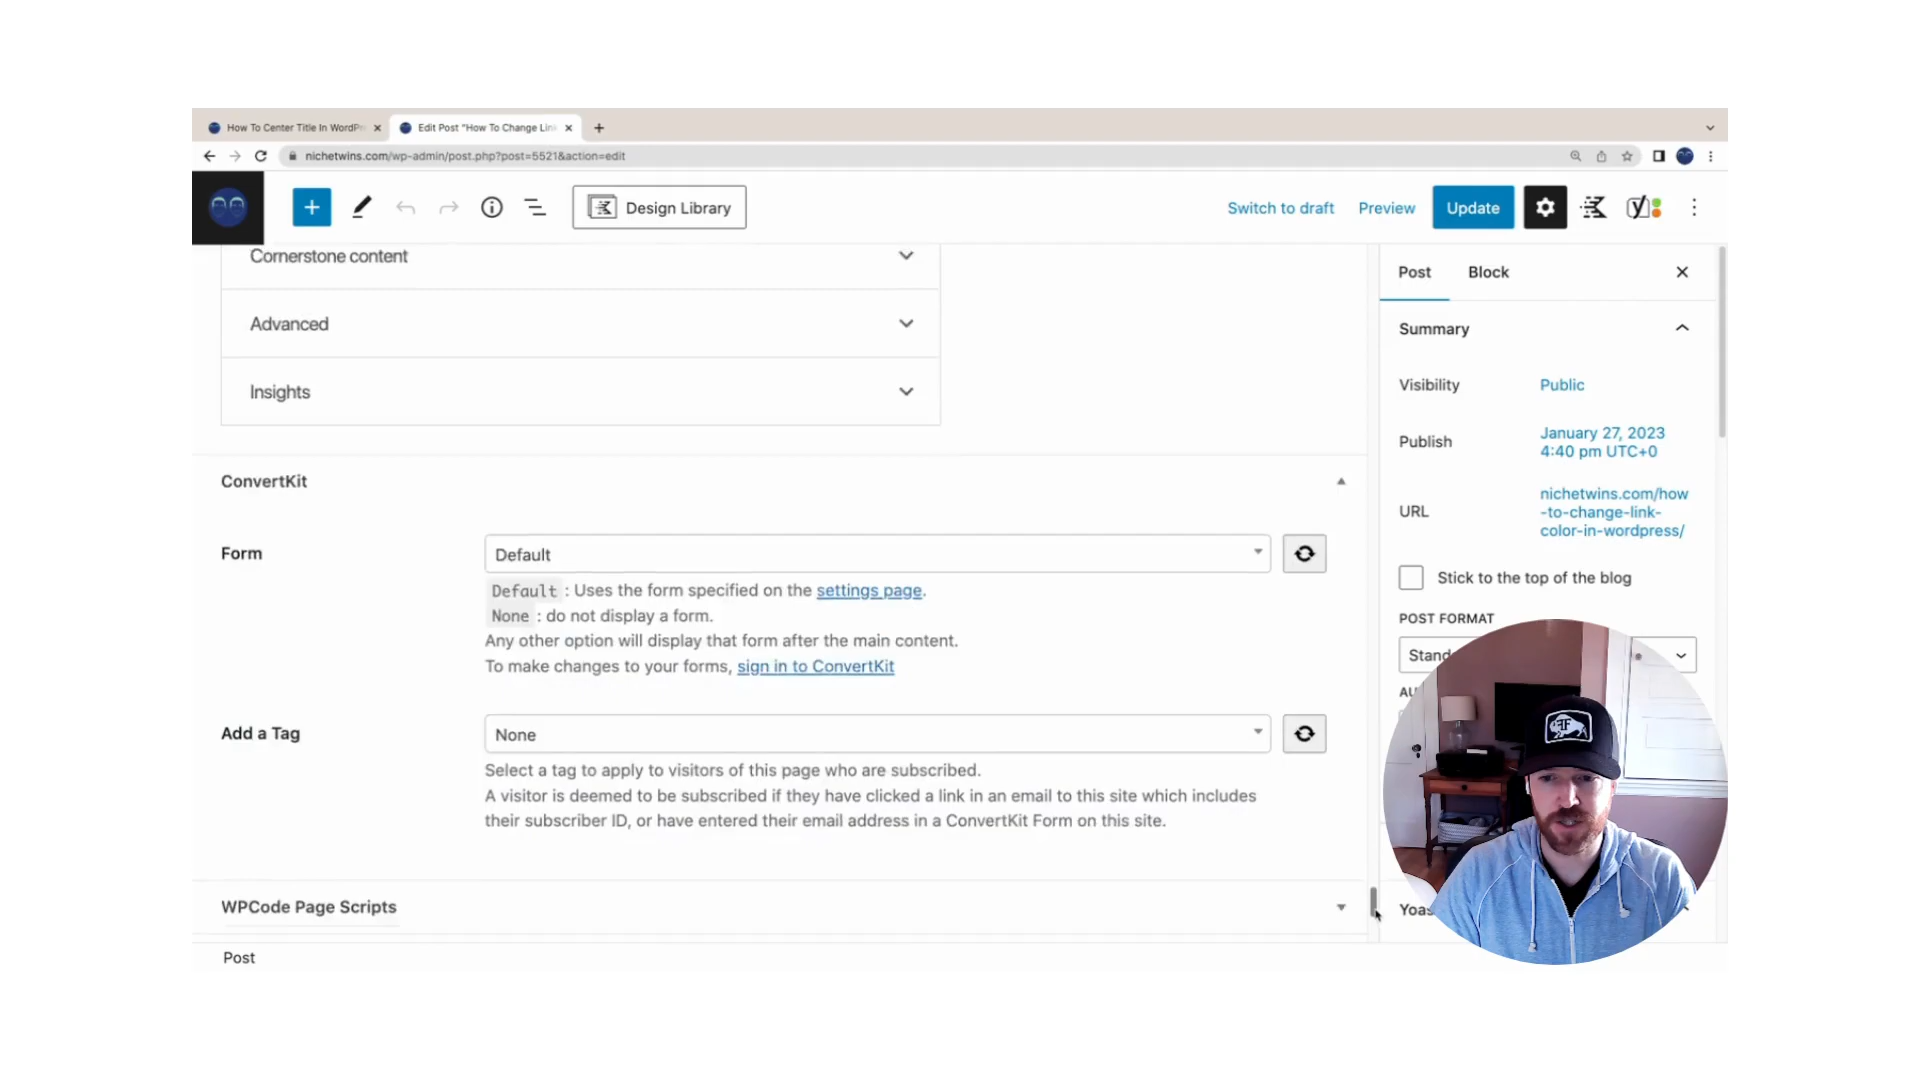 How To Center Title In WordPr
Edit Post "How To Change Lin
nichetwins.com/wp-admin/post.php?post=5521&action=edit
Design Library
Switch to draft
Preview
Update
Cornerstone content
Advanced
Insights
ConvertKit
Form
Default
Default : Uses the form specified on the settings page.
None : do not display a form.
Any other option will display that form after the main content.
To make changes to your forms, sign in to ConvertKit
Add a Tag
None
Select a tag to apply to visitors of this page who are subscribed.
A visitor is deemed to be subscribed if they have clicked a link in an email to this site which includes
their subscriber ID, or have entered their email address in a ConvertKit Form on this site.
WPCode Page Scripts
Post
Post Block
Summary
Visibility Public
Publish January 27, 2023
4:40 pm UTC+0
URL nichetwins.com/how
-to-change-link-
color-in-wordpress/
Stick to the top of the blog
POST FORMAT
Stand
AU
Yoas